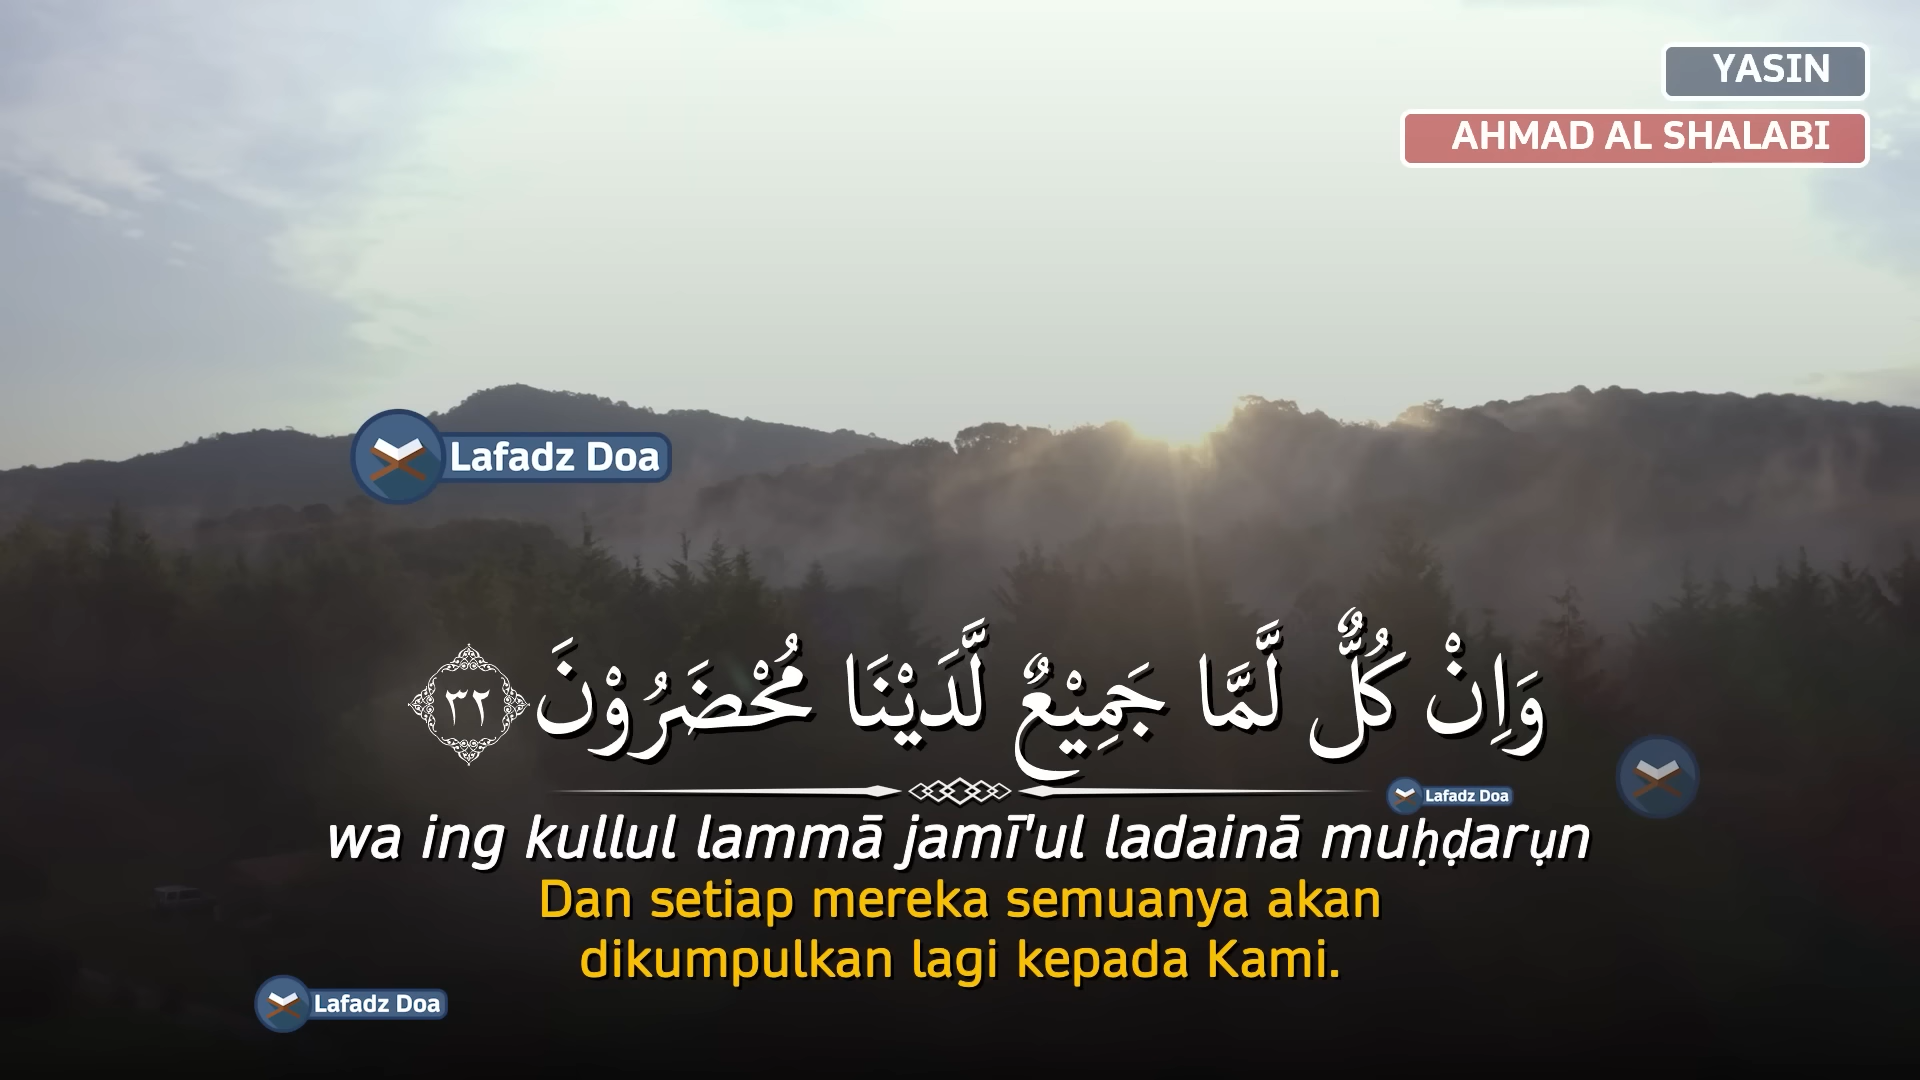 YASIN
AHMAD AL SHALABI
Lafadz Doa
وَاِنْ كُلٌّ لَّمَّا جَمِيْعٌ لَّدَيْنَا مُحْضَرُوْنَ ٣٢
Lafadz Doa
wa ing kullul lammā jamī'ul ladainā muḥḍarụn
Dan setiap mereka semuanya akan
dikumpulkan lagi kepada Kami.
Lafadz Doa